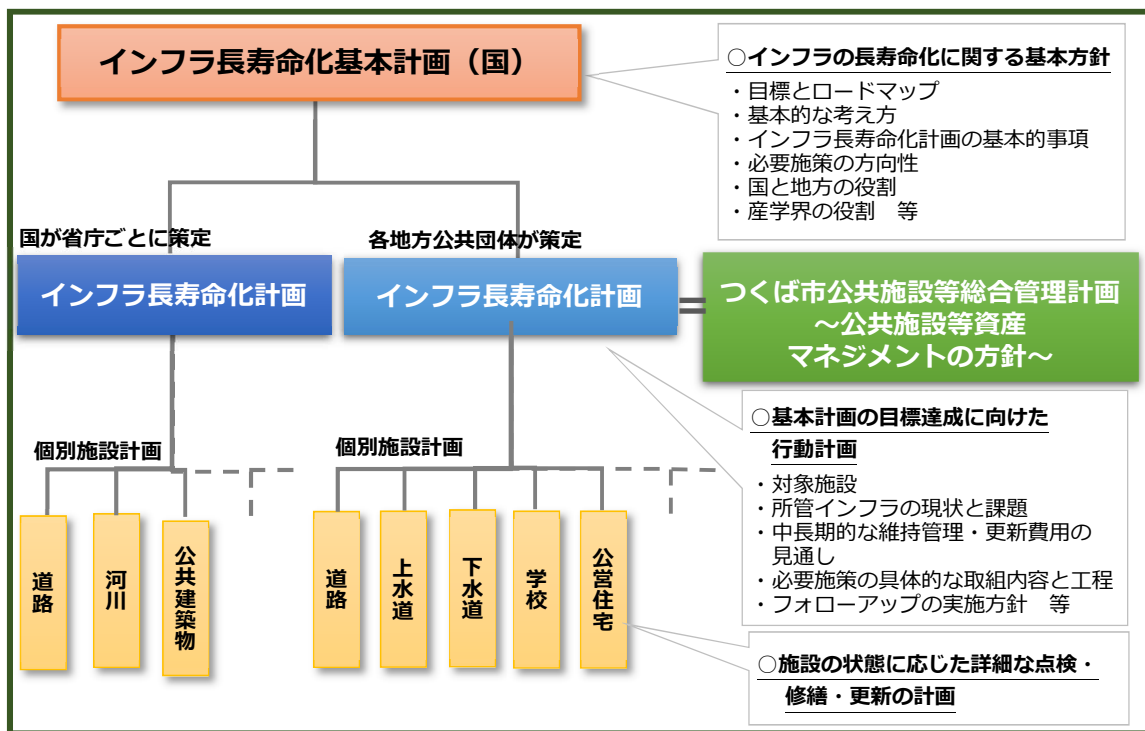 インフラ長寿命化基本計画（国）
○インフラの長寿命化に関する基本方針
・目標とロードマップ
・基本的な考え方
・インフラ長寿命化計画の基本的事項
・必要施策の方向性
・国と地方の役割
・産学界の役割　等
国が省庁ごとに策定
各地方公共団体が策定
インフラ長寿命化計画
インフラ長寿命化計画
＝
つくば市公共施設等総合管理計画
～公共施設等資産
マネジメントの方針～
○基本計画の目標達成に向けた
行動計画
・対象施設
・所管インフラの現状と課題
・中長期的な維持管理・更新費用の
見通し
・必要施策の具体的な取組内容と工程
・フォローアップの実施方針　等
個別施設計画
個別施設計画
道路
河川
公共建築物
道路
上水道
下水道
学校
公営住宅
○施設の状態に応じた詳細な点検・
修繕・更新の計画